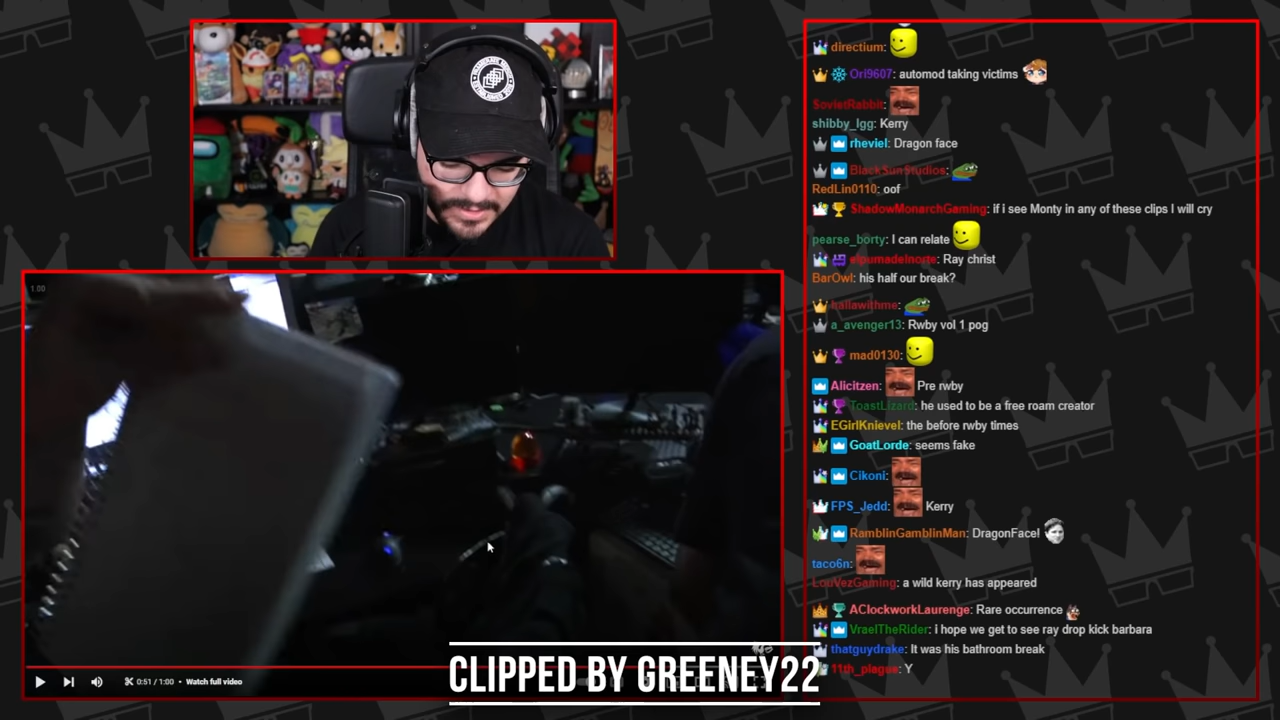 directium:
Orl9607: automod taking victims
SovietRabbit:
shibby_lgg: Kerry
rheviel: Dragon face
BlackSunStudios:
RedLin0110: oof
ShadowMonarchGaming: if i see Monty in any of these clips I will cry
pearse_borty: I can relate
elpumadelnorte: Ray christ
BarOwl: his half our break?
hallawithme:
a_avenger13: Rwby vol 1 pog
mad0130:
Alicitzen: Pre rwby
ToastLizard: he used to be a free roam creator
EGirlKnievel: the before rwby times
GoatLorde: seems fake
Cikoni:
FPS_Jedd: Kerry
RamblinGamblinMan: DragonFace!
taco6n:
LouVezGaming: a wild kerry has appeared
AClockworkLaurenge: Rare occurrence
VraelTheRider: i hope we get to see ray drop kick barbara
thatguydrake: It was his bathroom break
11th_plague: Y
1.00
0:51 / 1:00 • Watch full video
CLIPPED BY GREENEY22